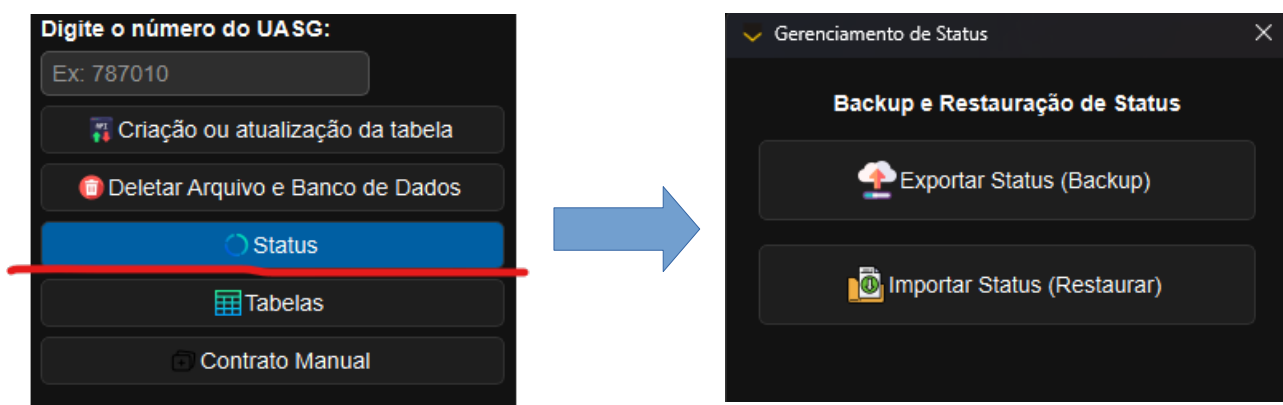 Digite o número do UASG:
Ex: 787010
Criação ou atualização da tabela
Deletar Arquivo e Banco de Dados
Status
Tabelas
Contrato Manual
Gerenciamento de Status
Backup e Restauração de Status
Exportar Status (Backup)
Importar Status (Restaurar)